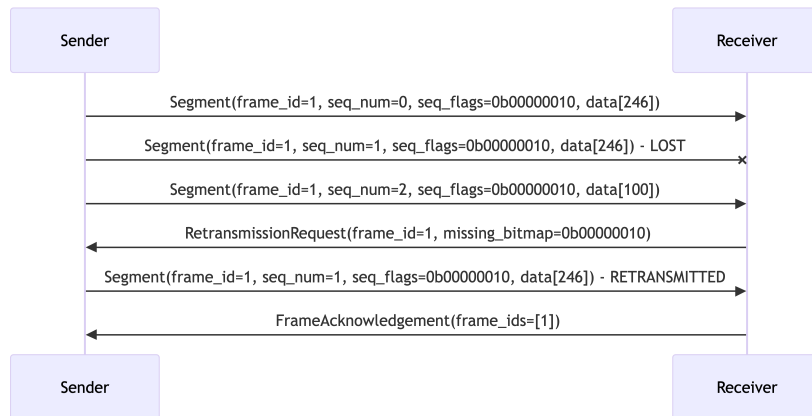 Sender Receiver
Segment(frame_id=1, seq_num=0, seq_flags=0b00000010, data[246])
Segment(frame_id=1, seq_num=1, seq_flags=0b00000010, data[246]) - LOST
Segment(frame_id=1, seq_num=2, seq_flags=0b00000010, data[100])
RetransmissionRequest(frame_id=1, missing_bitmap=0b00000010)
Segment(frame_id=1, seq_num=1, seq_flags=0b00000010, data[246]) - RETRANSMITTED
FrameAcknowledgement(frame_ids=[1])
Sender Receiver